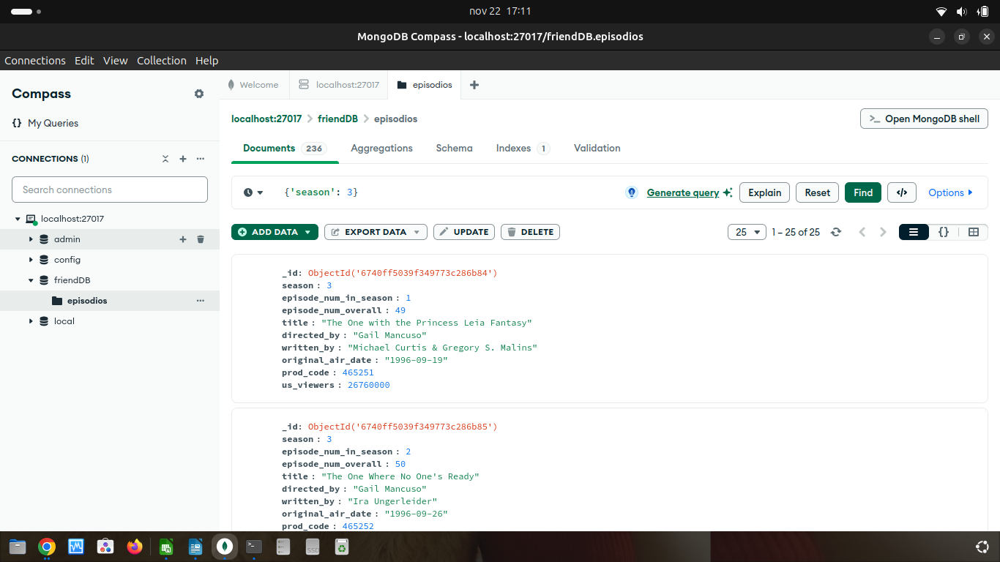 nov 22 17:11
MongoDB Compass - localhost:27017/friendDB.episodios
Connections Edit View Collection Help
Compass
{} My Queries
CONNECTIONS (1)
Search connections
localhost:27017
admin
config
friendDB
episodios
local
Welcome
localhost:27017
episodios
localhost:27017 > friendDB > episodios
>_ Open MongoDB shell
Documents 236 Aggregations Schema Indexes 1 Validation
{'season': 3}
Generate query Explain Reset Find </> Options
ADD DATA EXPORT DATA UPDATE DELETE
25 1 – 25 of 25 {}
_id: ObjectId('6740ff5039f349773c286b84')
season : 3
episode_num_in_season : 1
episode_num_overall : 49
title : "The One with the Princess Leia Fantasy"
directed_by : "Gail Mancuso"
written_by : "Michael Curtis & Gregory S. Malins"
original_air_date : "1996-09-19"
prod_code : 465251
us_viewers : 26760000
_id: ObjectId('6740ff5039f349773c286b85')
season : 3
episode_num_in_season : 2
episode_num_overall : 50
title : "The One Where No One's Ready"
directed_by : "Gail Mancuso"
written_by : "Ira Ungerleider"
original_air_date : "1996-09-26"
prod_code : 465252
SSD